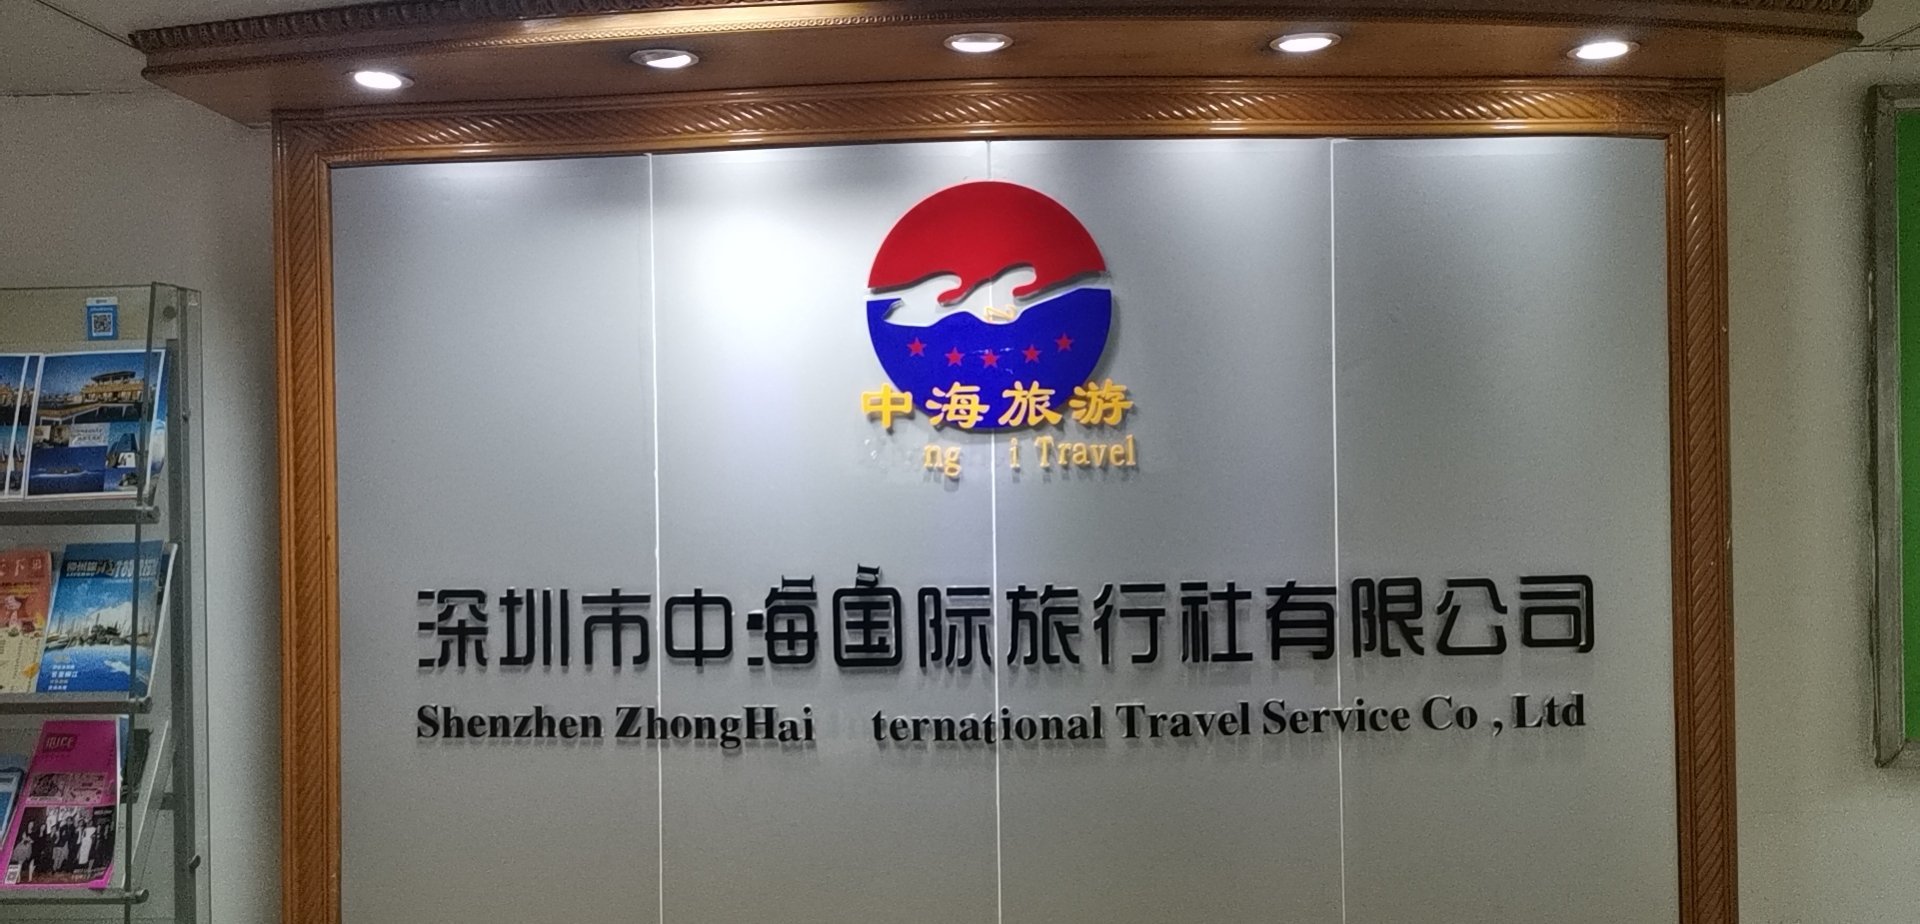 中海旅游
ng i Travel
深圳市中海国际旅行社有限公司
Shenzhen ZhongHai ternational Travel Service Co , Ltd